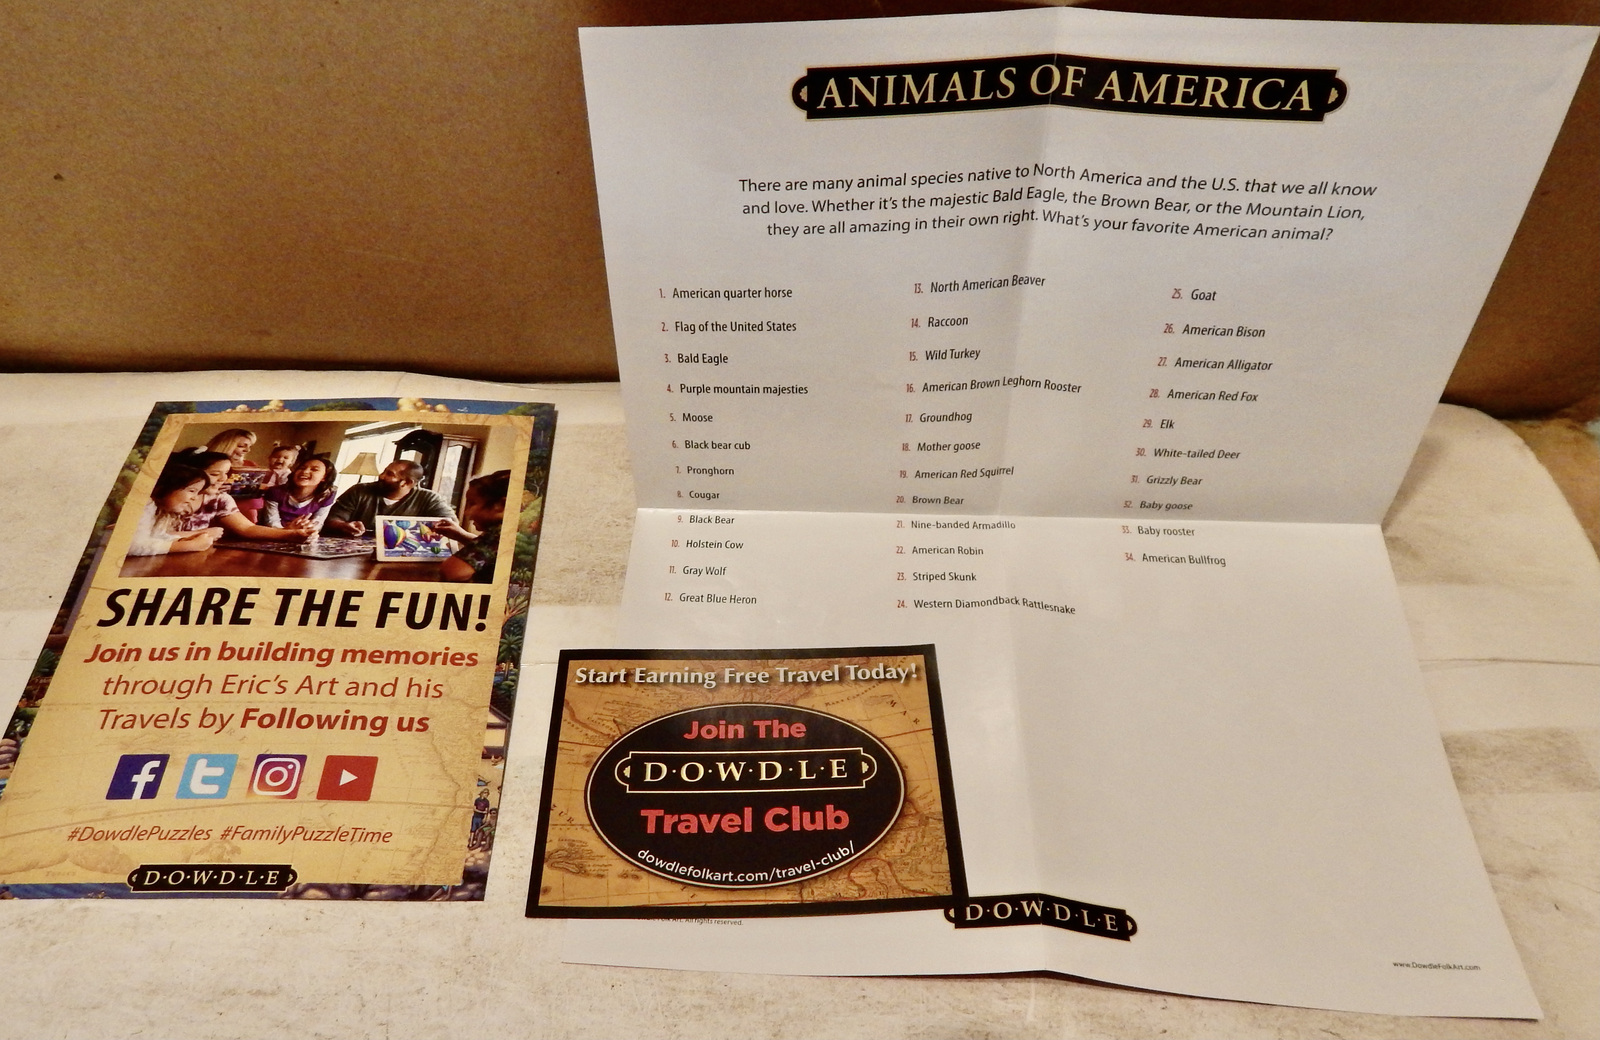 ANIMALS OF AMERICA
There are many animal species native to North America and the U.S. that we all know
and love. Whether it's the majestic Bald Eagle, the Brown Bear, or the Mountain Lion,
they are all amazing in their own right. What's your favorite American animal?
1. American quarter horse
2. Flag of the United States
3. Bald Eagle
4. Purple mountain majesties
5. Moose
6. Black bear cub
7. Pronghorn
8. Cougar
9. Black Bear
10. Holstein Cow
11. Gray Wolf
12. Great Blue Heron
13. North American Beaver
14. Raccoon
15. Wild Turkey
16. American Brown Leghorn Rooster
17. Groundhog
18. Mother goose
19. American Red Squirrel
20. Brown Bear
21. Nine-banded Armadillo
22. American Robin
23. Striped Skunk
24. Western Diamondback Rattlesnake
25. Goat
26. American Bison
27. American Alligator
28. American Red Fox
29. Elk
30. White-tailed Deer
31. Grizzly Bear
32. Baby goose
33. Baby rooster
34. American Bullfrog
Folk Art. All rights reserved.
D·O·W·D·L·E
www.DowdleFolkArt.com
SHARE THE FUN!
Join us in building memories
through Eric's Art and his
Travels by Following us
#DowdlePuzzles #FamilyPuzzleTime
D·O·W·D·L·E
Start Earning Free Travel Today!
Join The
D·O·W·D·L·E
Travel Club
dowdlefolkart.com/travel-club/